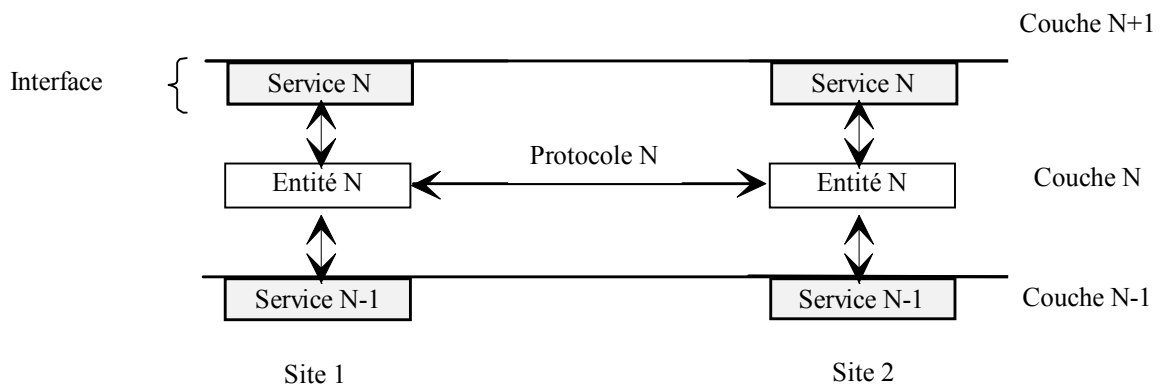 Couche N+1
Interface
Service N
Service N
Protocole N
Entité N
Entité N
Couche N
Service N-1
Service N-1
Couche N-1
Site 1
Site 2